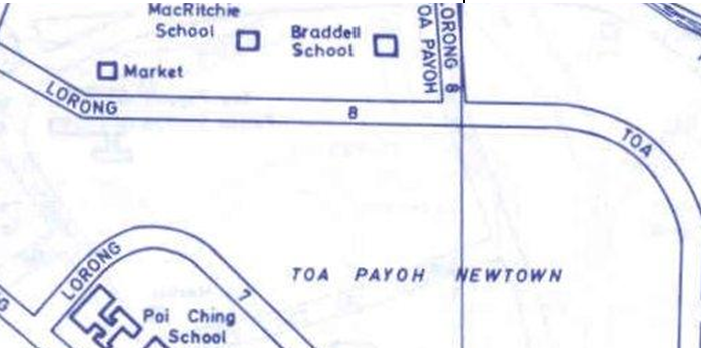 MacRitchie
School
Braddell
School
Market
LORONG 8
TOA PAYOH
LORONG 8
TOA
TOA PAYOH NEWTOWN
LORONG 7
Poi Ching
School